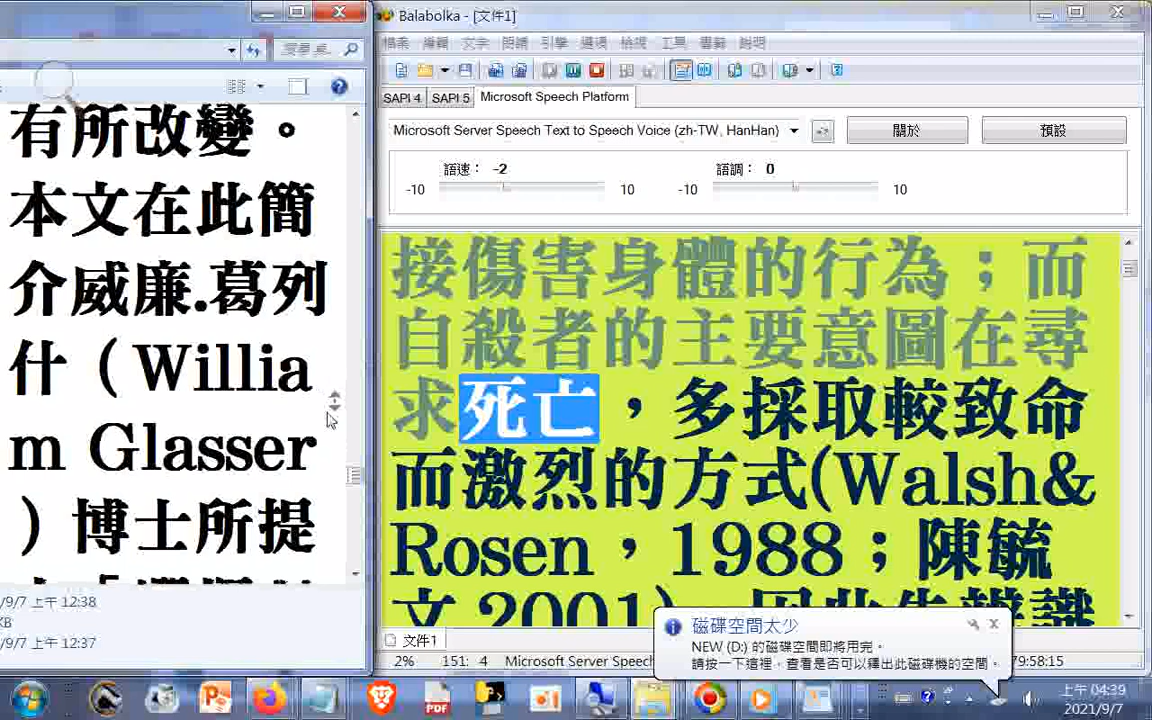 有所改變。
本文在此簡
介威廉.葛列
什（Willia
m Glasser
）博士所提
/9/7 上午 12:38
KB
/9/7 上午 12:37
Balabolka - [文件1]
檔案 編輯 文字 朗讀 引擎 選項 檢視 工具 書籤 說明
SAPI 4 SAPI 5 Microsoft Speech Platform
Microsoft Server Speech Text to Speech Voice (zh-TW, HanHan)
關於
預設
語速： -2
語調： 0
-10 10 -10 10
接傷害身體的行為；而
自殺者的主要意圖在尋
求死亡，多採取較致命
而激烈的方式(Walsh&
Rosen，1988；陳毓
文 2001)，因此先辨識
文件1
2% 151: 4 Microsoft Server Speech
79:58:15
磁碟空間太少
NEW (D:) 的磁碟空間即將用完。
請按一下這裡，查看是否可以釋出此磁碟機的空間。
上午 04:39
2021/9/7